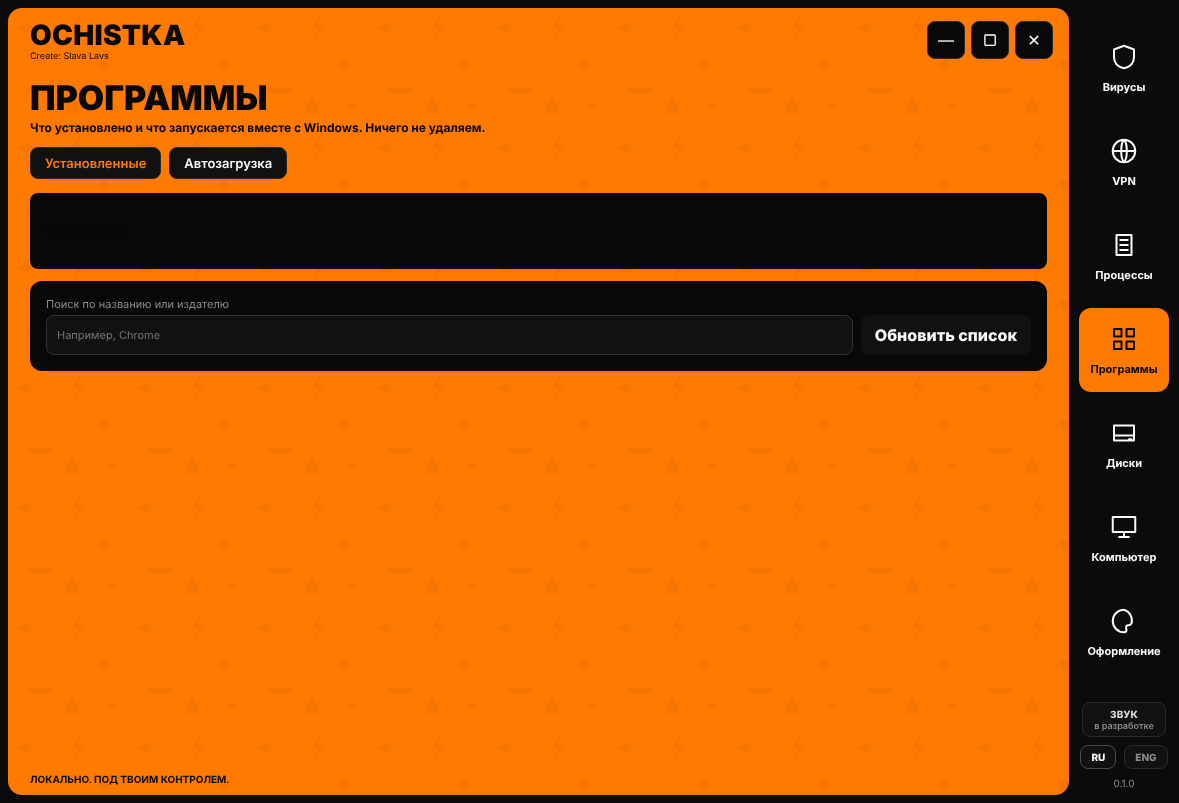 OCHISTKA
Create: Slava Lavs
ПРОГРАММЫ
Что установлено и что запускается вместе с Windows. Ничего не удаляем.
Установленные
Автозагрузка
Поиск по названию или издателю
Например, Chrome
Обновить список
ЛОКАЛЬНО. ПОД ТВОИМ КОНТРОЛЕМ.
Вирусы
VPN
Процессы
Программы
Диски
Компьютер
Оформление
ЗВУК
в разработке
RU
ENG
0.1.0